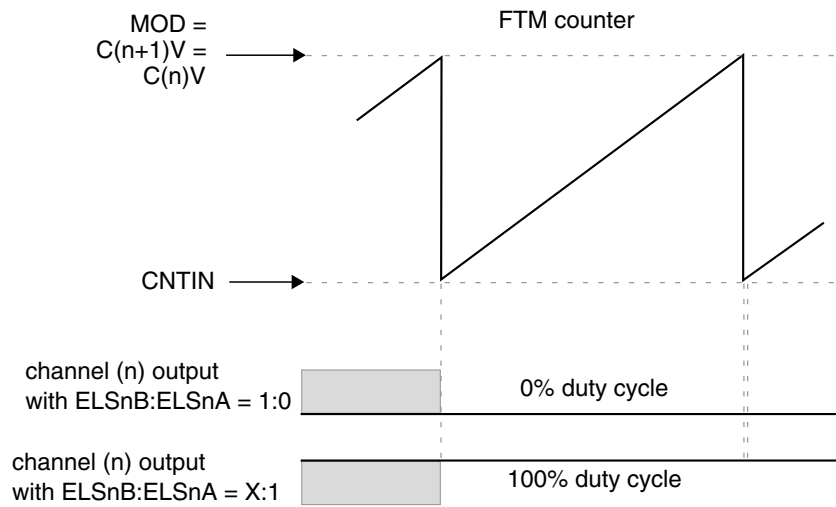 MOD =
C(n+1)V =
C(n)V
FTM counter
CNTIN
channel (n) output
with ELSnB:ELSnA = 1:0
0% duty cycle
channel (n) output
with ELSnB:ELSnA = X:1
100% duty cycle